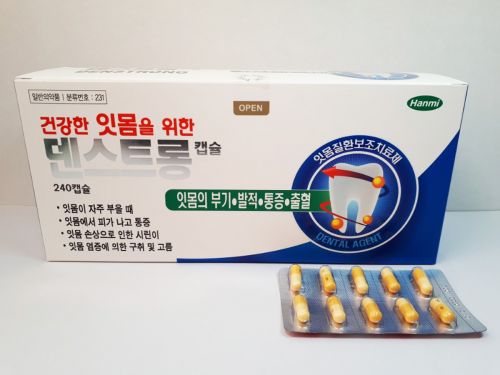 일반의약품 | 분류번호 : 231
OPEN
Hanmi
건강한 잇몸을 위한
덴스트롱 캡슐
240캡슐
잇몸의 부기•발적•통증•출혈
• 잇몸이 자주 부을 때
• 잇몸에서 피가 나고 통증
• 잇몸 손상으로 인한 시린이
• 잇몸 염증에 의한 구취 및 고름
잇몸질환보조치료제
DENTAL AGENT